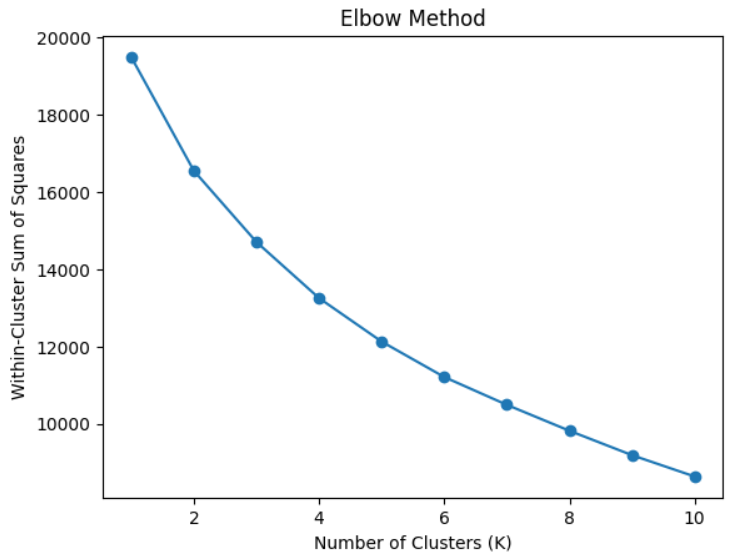 Elbow Method
20000
18000
16000
14000
12000
10000
Within-Cluster Sum of Squares
2 4 6 8 10
Number of Clusters (K)